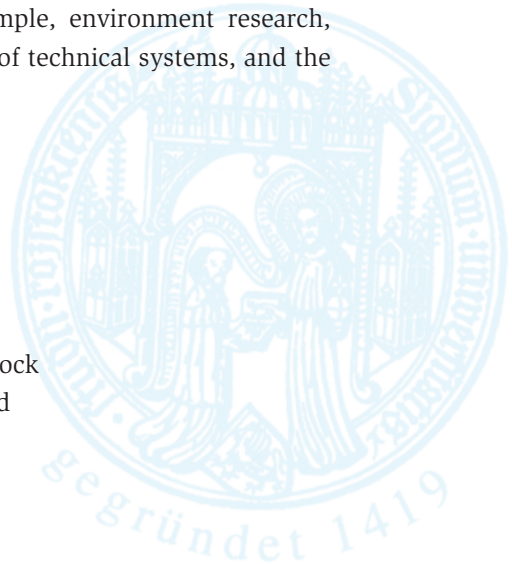 mple, environment research,
of technical systems, and the
ock
d
gegründet 1419